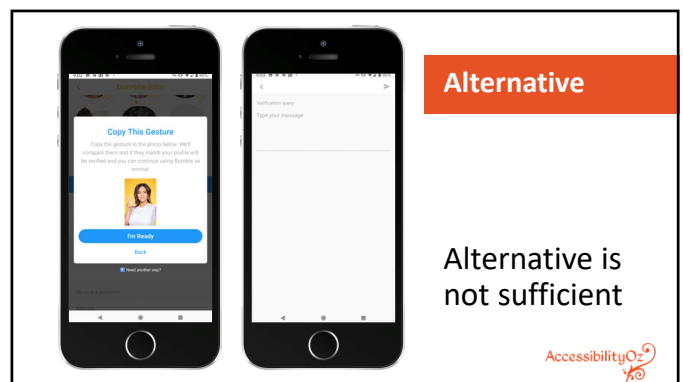 Copy This Gesture
Copy the gesture in the photo below. We'll
compare them and if they match your profile will
be verified and you can continue using Bumble as
normal.
I'm Ready
Back
Need another way?
Verification query
Type your message
Alternative
Alternative is
not sufficient
AccessibilityOz